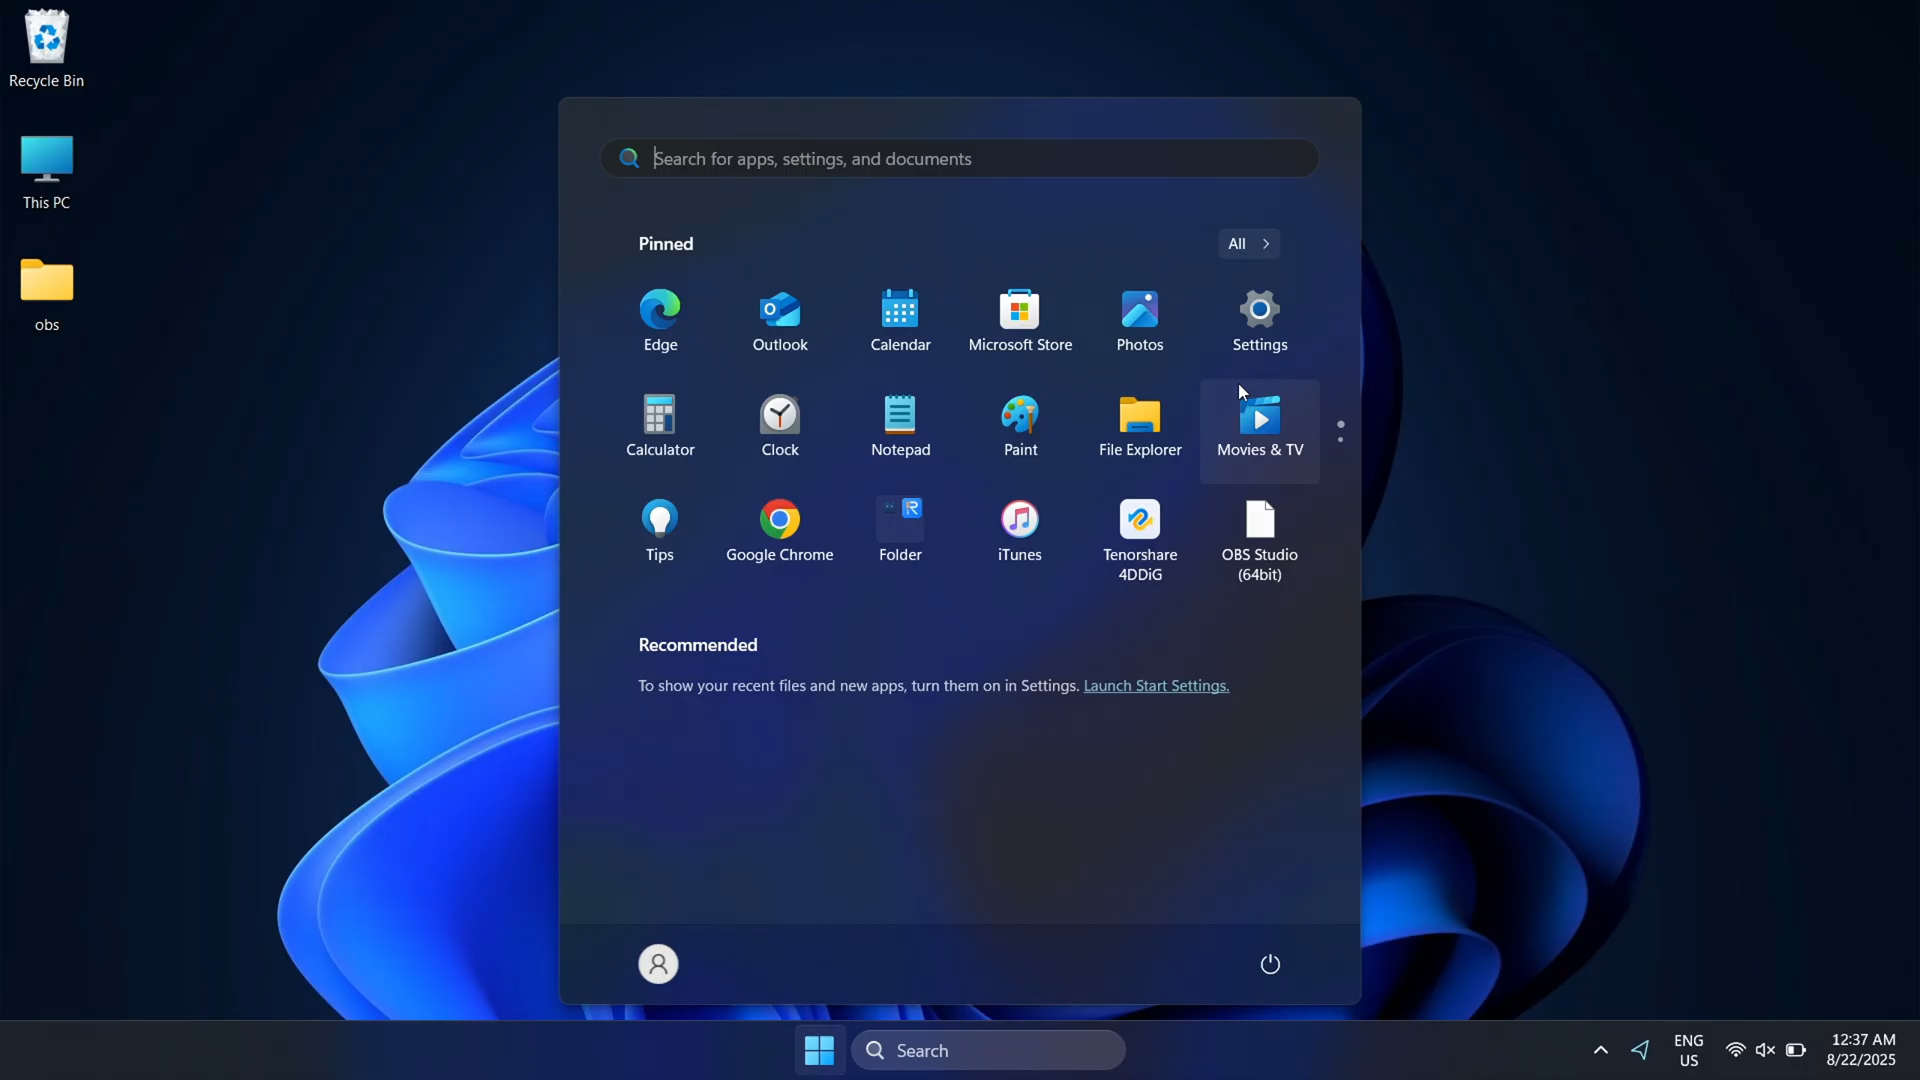 Recycle Bin
This PC
obs
Search for apps, settings, and documents
Pinned
All
Edge
Outlook
Calendar
Microsoft Store
Photos
Settings
Calculator
Clock
Notepad
Paint
File Explorer
Movies & TV
Tips
Google Chrome
Folder
iTunes
Tenorshare
4DDiG
OBS Studio
(64bit)
Recommended
To show your recent files and new apps, turn them on in Settings. Launch Start Settings.
Search
ENG
US
12:37 AM
8/22/2025